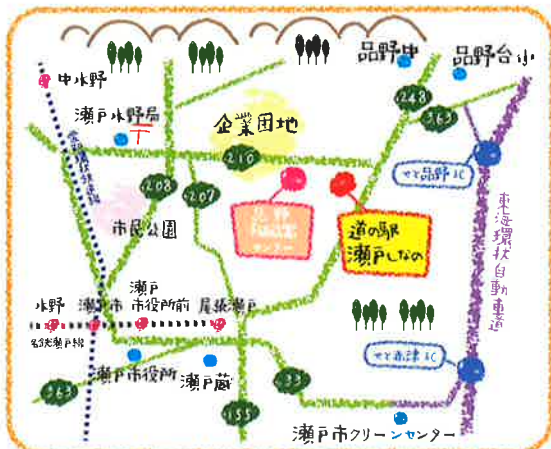 品野中
品野台小
中水野
瀬戸水野局
〒
企業団地
248
363
せと品野IC
210
208
207
市民公園
センター
道の駅
瀬戸しなの
東海環状自動車道
水野
瀬戸市
瀬戸
市役所前
尾張瀬戸
名鉄瀬戸線
瀬戸市役所
瀬戸蔵
せと赤津IC
363
33
155
瀬戸市クリーンセンター